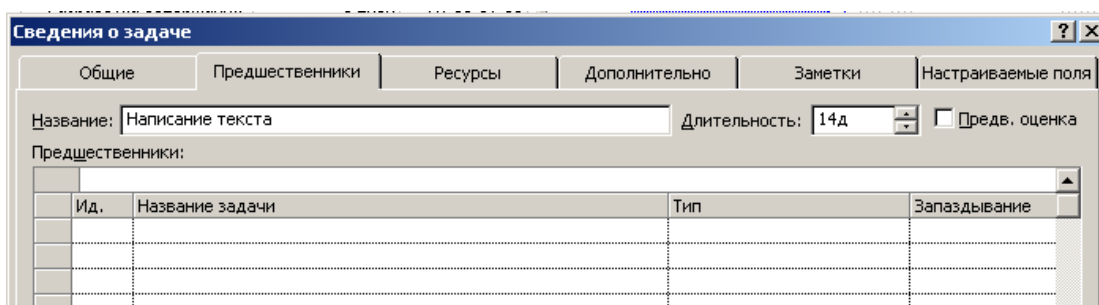 Сведения о задаче
Общие Предшественники Ресурсы Дополнительно Заметки Настраиваемые поля
Название: Написание текста Длительность: 14д Предв. оценка
Предшественники:
Ид. Название задачи Тип Запаздывание